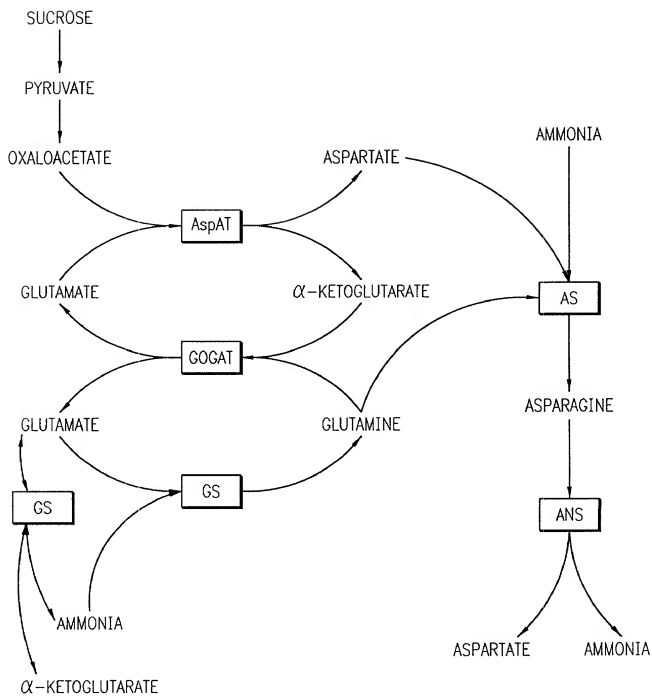 SUCROSE
PYRUVATE
OXALOACETATE
ASPARTATE
AMMONIA
AspAT
GLUTAMATE
α-KETOGLUTARATE
AS
GOGAT
ASPARAGINE
GLUTAMATE
GLUTAMINE
GS
GS
ANS
AMMONIA
ASPARTATE
AMMONIA
α-KETOGLUTARATE